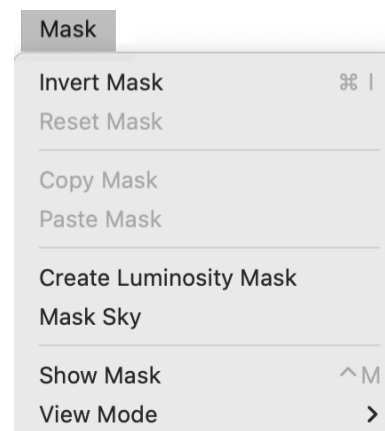 Mask
Invert Mask ⌘ I
Reset Mask
Copy Mask
Paste Mask
Create Luminosity Mask
Mask Sky
Show Mask ^M
View Mode >